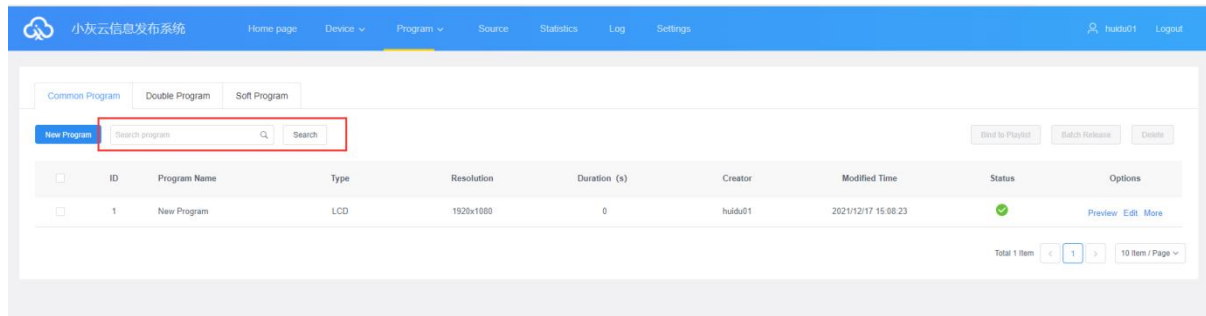 小灰云信息发布系统 Home page Device Program Source Statistics Log Settings huidu01 Logout
Common Program Double Program Soft Program
New Program Search program Search Bind to Playlist Batch Release Delete
ID Program Name Type Resolution Duration (s) Creator Modified Time Status Options
1 New Program LCD 1920x1080 0 huidu01 2021/12/17 15:08:23 Preview Edit More
Total 1 Item < 1 > 10 Item / Page